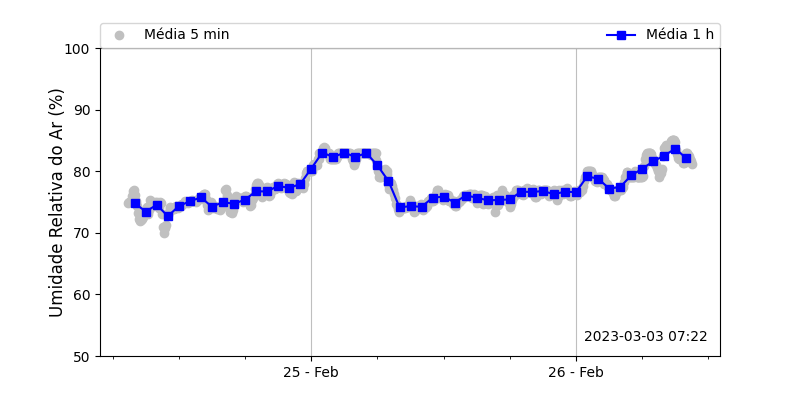 Média 5 min
Média 1 h
100
90
80
70
60
50
Umidade Relativa do Ar (%)
2023-03-03 07:22
25 - Feb
26 - Feb